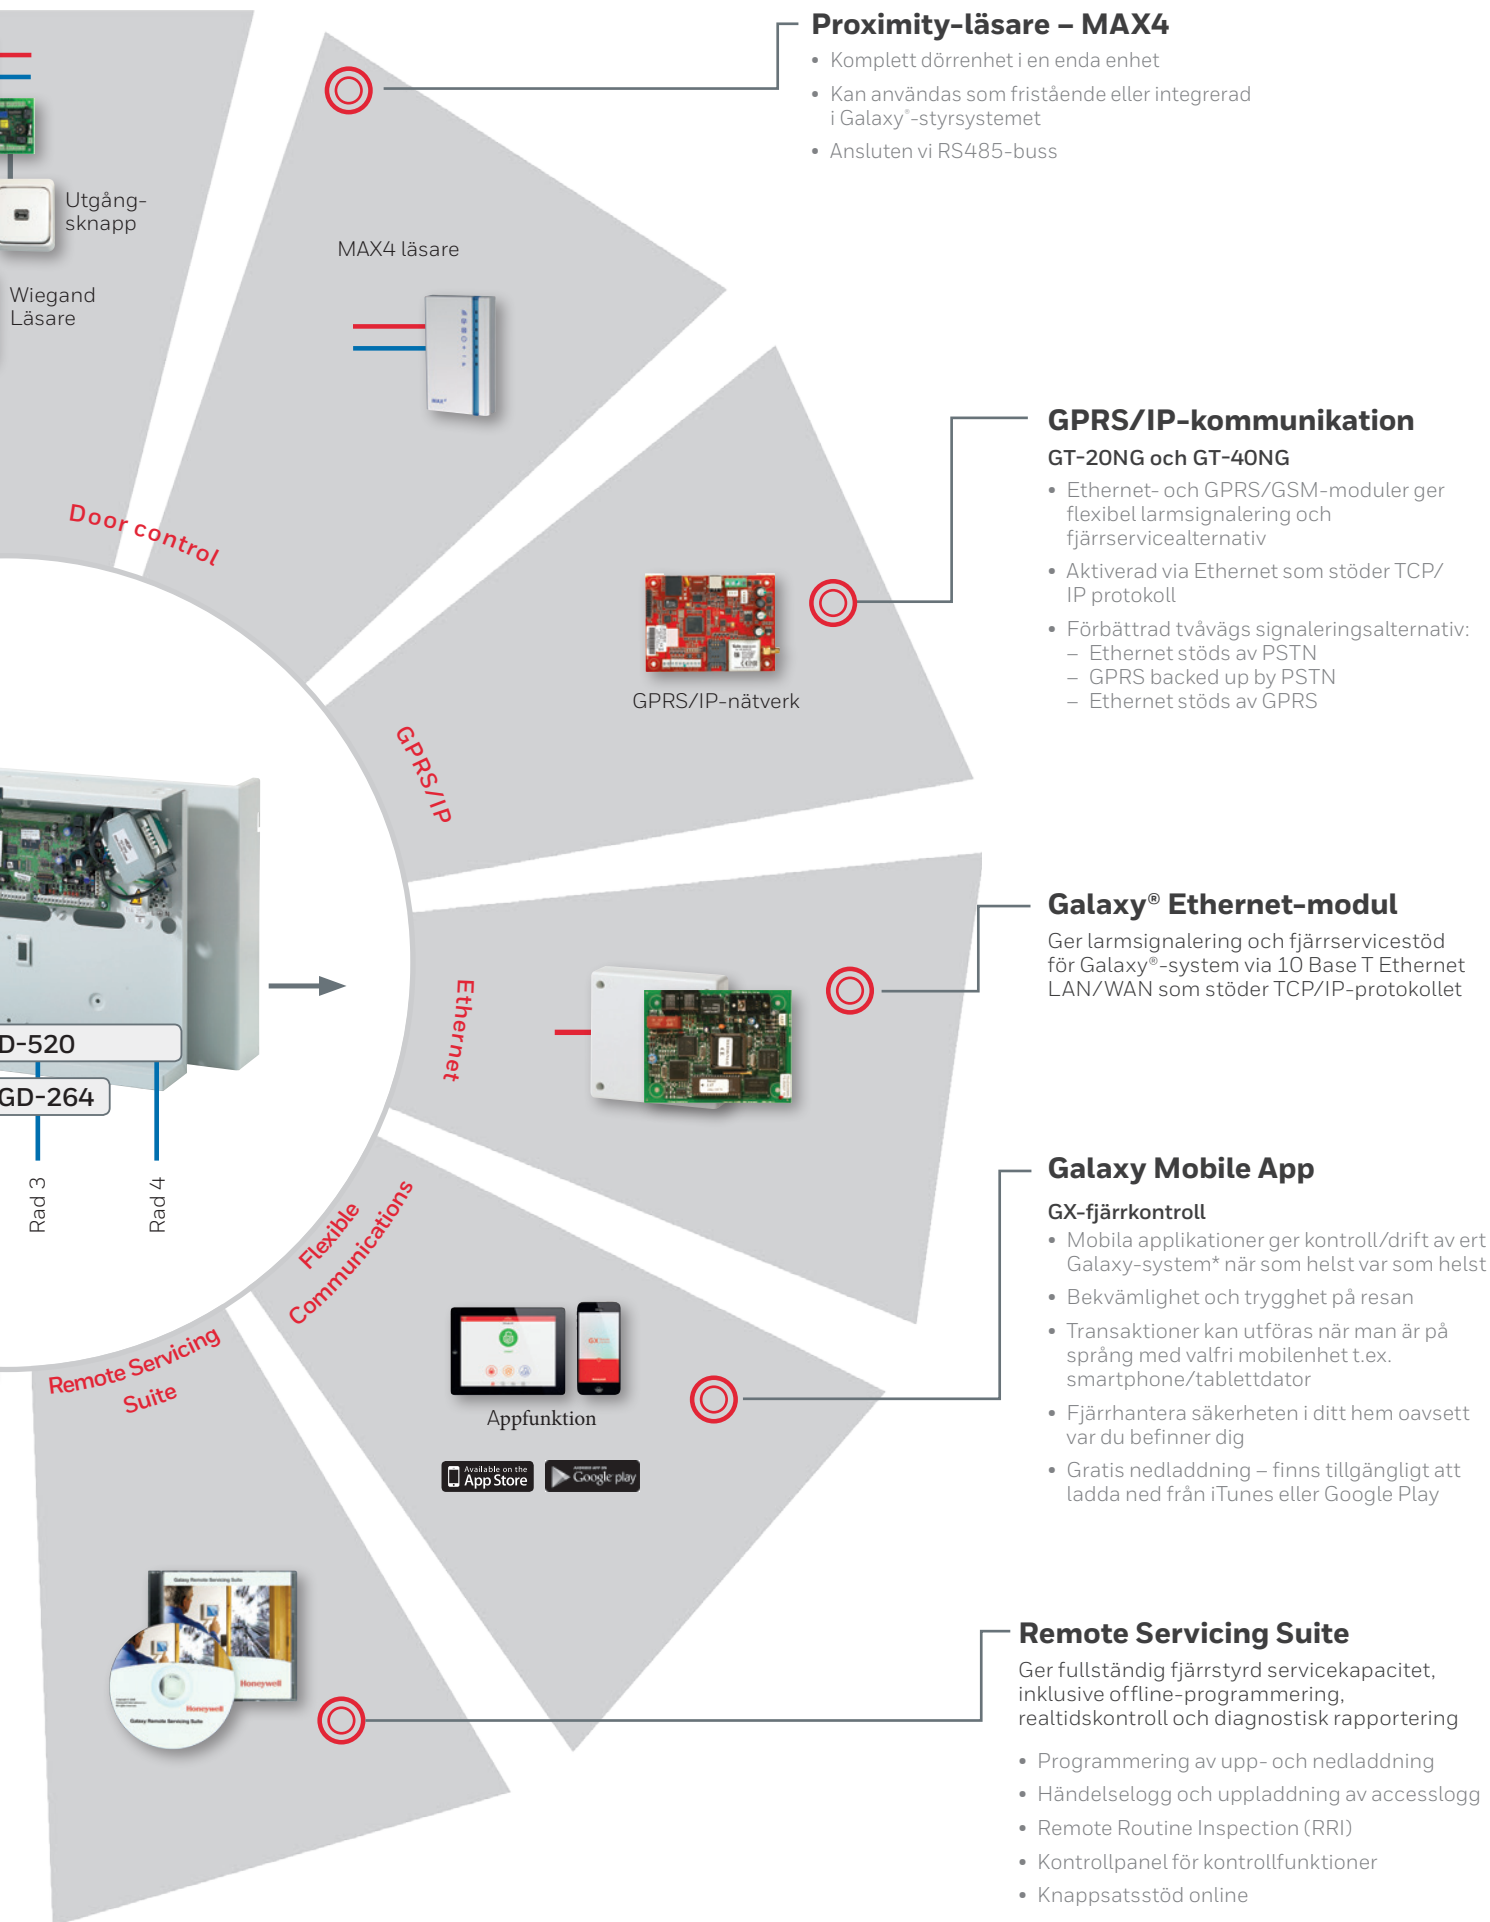 Proximity-läsare – MAX4
• Komplett dörrenhet i en enda enhet
• Kan användas som fristående eller integrerad
i Galaxy®-styrsystemet
• Ansluten vi RS485-buss
Utgång-
sknapp
Wiegand
Läsare
MAX4 läsare
Door control
GPRS/IP-kommunikation
GT-20NG och GT-40NG
• Ethernet- och GPRS/GSM-moduler ger
flexibel larmsignalering och
fjärrservicealternativ
• Aktiverad via Ethernet som stöder TCP/
IP protokoll
• Förbättrad tvåvägs signaleringsalternativ:
– Ethernet stöds av PSTN
– GPRS backed up by PSTN
– Ethernet stöds av GPRS
GPRS/IP-nätverk
GPRS/IP
Galaxy® Ethernet-modul
Ger larmsignalering och fjärrservicestöd
för Galaxy®-system via 10 Base T Ethernet
LAN/WAN som stöder TCP/IP-protokollet
Ethernet
D-520
GD-264
Rad 3
Rad 4
Galaxy Mobile App
GX-fjärrkontroll
• Mobila applikationer ger kontroll/drift av ert
Galaxy-system* när som helst var som helst
• Bekvämlighet och trygghet på resan
• Transaktioner kan utföras när man är på
språng med valfri mobilenhet t.ex.
smartphone/tablettdator
• Fjärrhantera säkerheten i ditt hem oavsett
var du befinner dig
• Gratis nedladdning – finns tillgängligt att
ladda ned från iTunes eller Google Play
Flexible
Communications
GX
Appfunktion
Available on the
App Store
Google play
Remote Servicing
Suite
Galaxy Remote Servicing Suite
Honeywell
Honeywell
Galaxy Remote Servicing Suite
Remote Servicing Suite
Ger fullständig fjärrstyrd servicekapacitet,
inklusive offline-programmering,
realtidskontroll och diagnostisk rapportering
• Programmering av upp- och nedladdning
• Händelselogg och uppladdning av accesslogg
• Remote Routine Inspection (RRI)
• Kontrollpanel för kontrollfunktioner
• Knappsatsstöd online